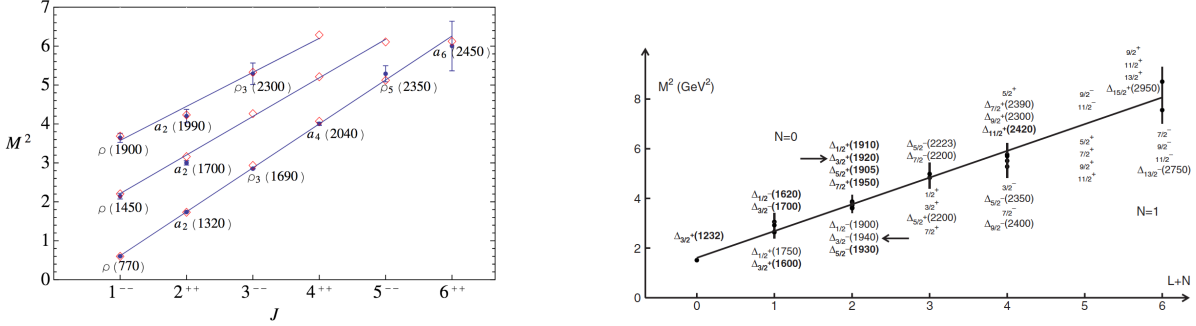 7
6
5
4
3
2
1
0
M²
ρ (770)
ρ (1450)
ρ (1900)
a₂ (1320)
a₂ (1700)
a₂ (1990)
ρ₃ (1690)
ρ₃ (2300)
a₄ (2040)
ρ₅ (2350)
a₆ (2450)
1⁻⁻ 2⁺⁺ 3⁻⁻ 4⁺⁺ 5⁻⁻ 6⁺⁺
J
M² (GeV²)
8
6
4
2
0
N=0
N=1
Δ3/2⁺(1232)
Δ1/2⁻(1620)
Δ3/2⁻(1700)
Δ1/2⁺(1750)
Δ3/2⁺(1600)
Δ1/2⁺(1910)
Δ3/2⁺(1920)
Δ5/2⁺(1905)
Δ7/2⁺(1950)
Δ1/2⁻(1900)
Δ3/2⁻(1940)
Δ5/2⁻(1930)
Δ5/2⁻(2223)
Δ7/2⁻(2200)
1/2⁺
3/2⁺
Δ5/2⁺(2200)
7/2⁺
5/2⁺
Δ7/2⁺(2390)
Δ9/2⁺(2300)
Δ11/2⁺(2420)
3/2⁻
Δ5/2⁻(2350)
7/2⁻
Δ9/2⁻(2400)
9/2⁻
11/2⁻
5/2⁺
7/2⁺
9/2⁺
11/2⁺
9/2⁺
11/2⁺
13/2⁺
Δ15/2⁺(2950)
7/2⁻
9/2⁻
11/2⁻
Δ13/2⁻(2750)
L+N
0 1 2 3 4 5 6